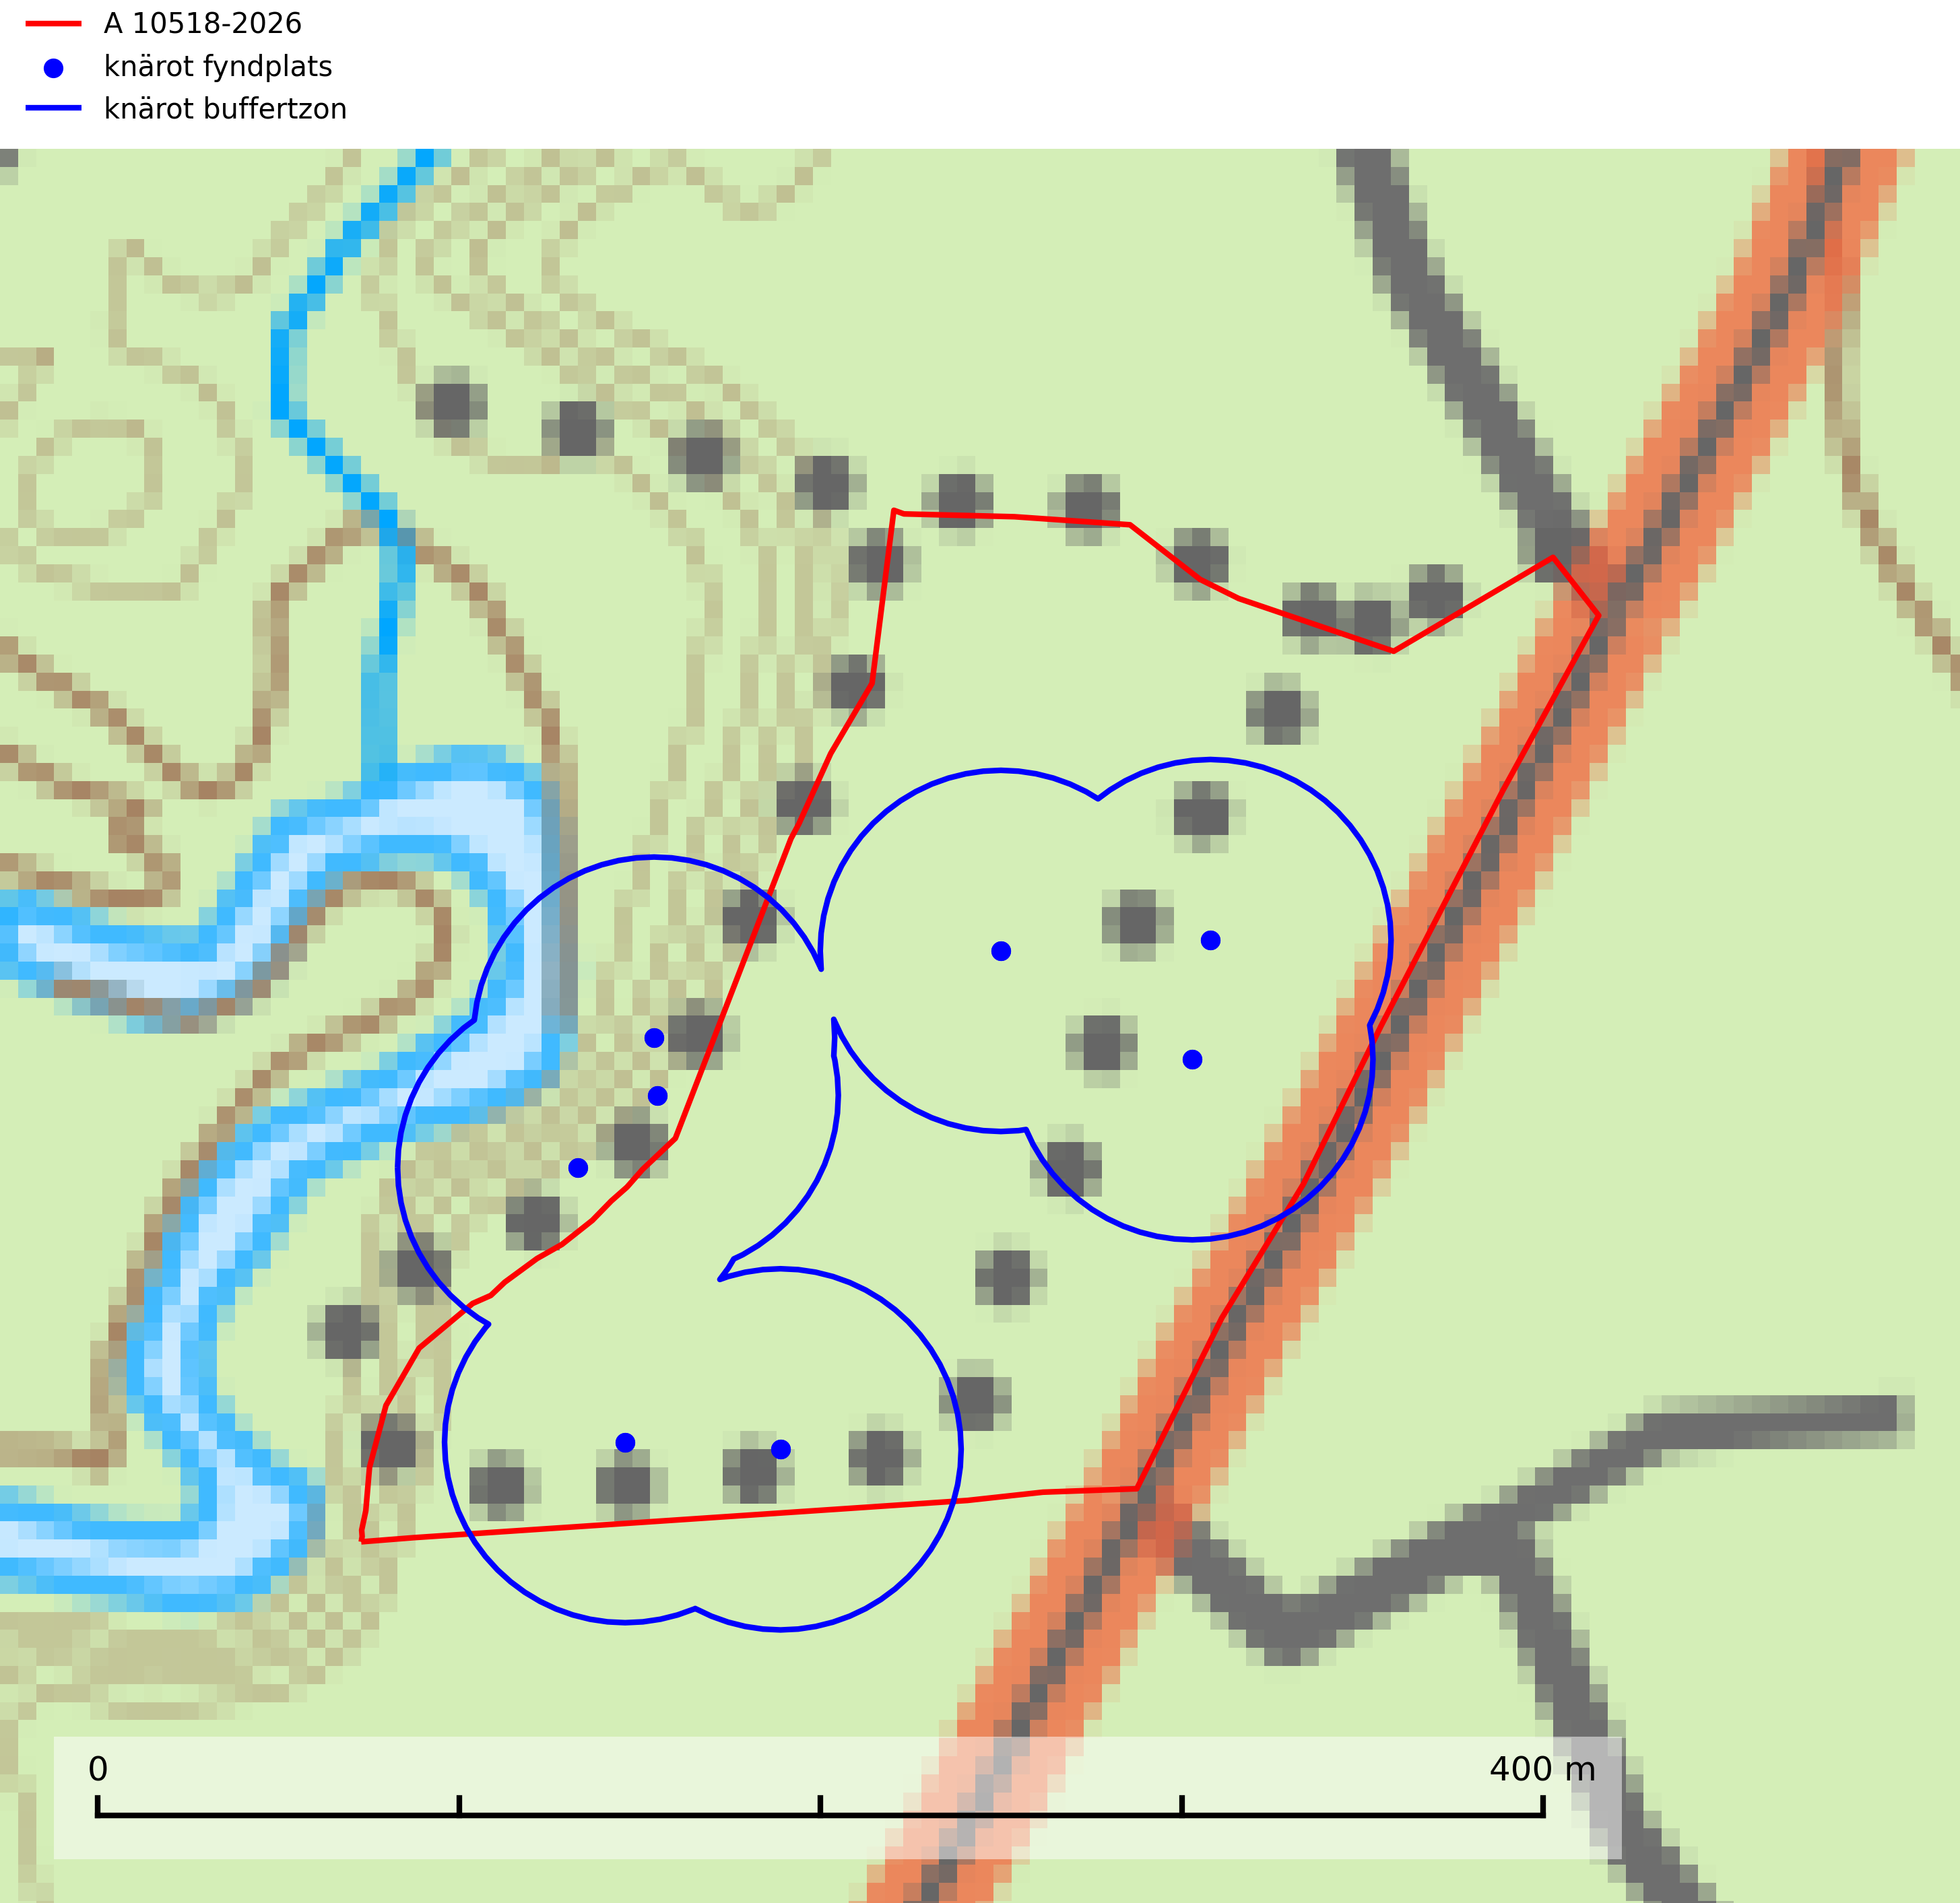 A 10518-2026
knärot fyndplats
knärot buffertzon
0
400 m